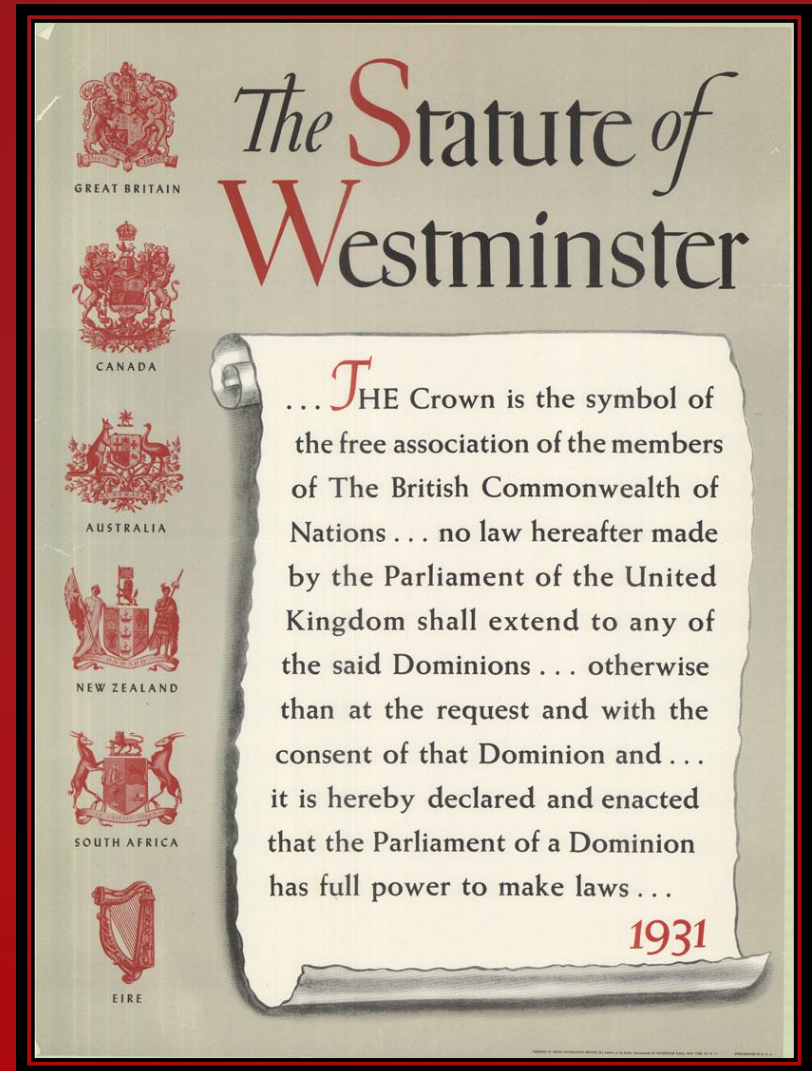 The Statute of
Westminster
GREAT BRITAIN
CANADA
AUSTRALIA
NEW ZEALAND
SOUTH AFRICA
EIRE
... THE Crown is the symbol of
the free association of the members
of The British Commonwealth of
Nations ... no law hereafter made
by the Parliament of the United
Kingdom shall extend to any of
the said Dominions ... otherwise
than at the request and with the
consent of that Dominion and ...
it is hereby declared and enacted
that the Parliament of a Dominion
has full power to make laws ...
1931